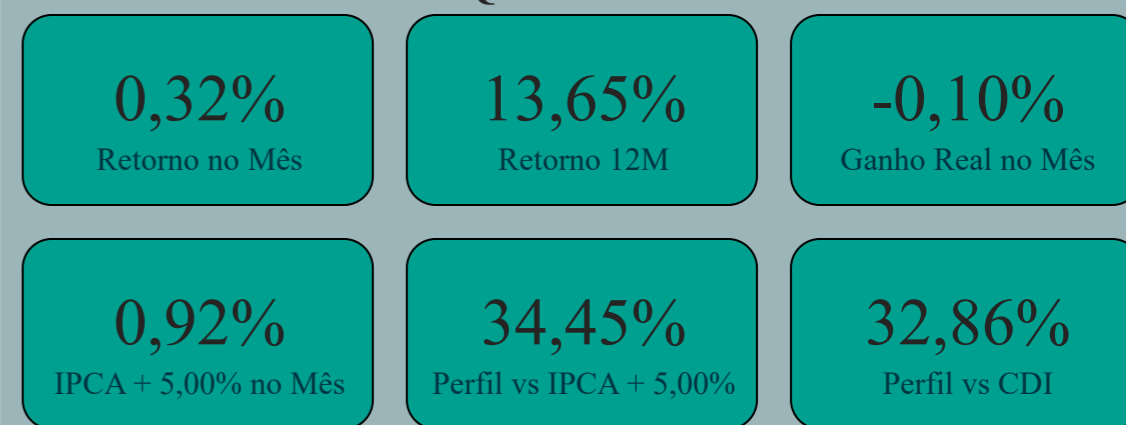 0,32%
Retorno no Mês
13,65%
Retorno 12M
-0,10%
Ganho Real no Mês
0,92%
IPCA + 5,00% no Mês
34,45%
Perfil vs IPCA + 5,00%
32,86%
Perfil vs CDI